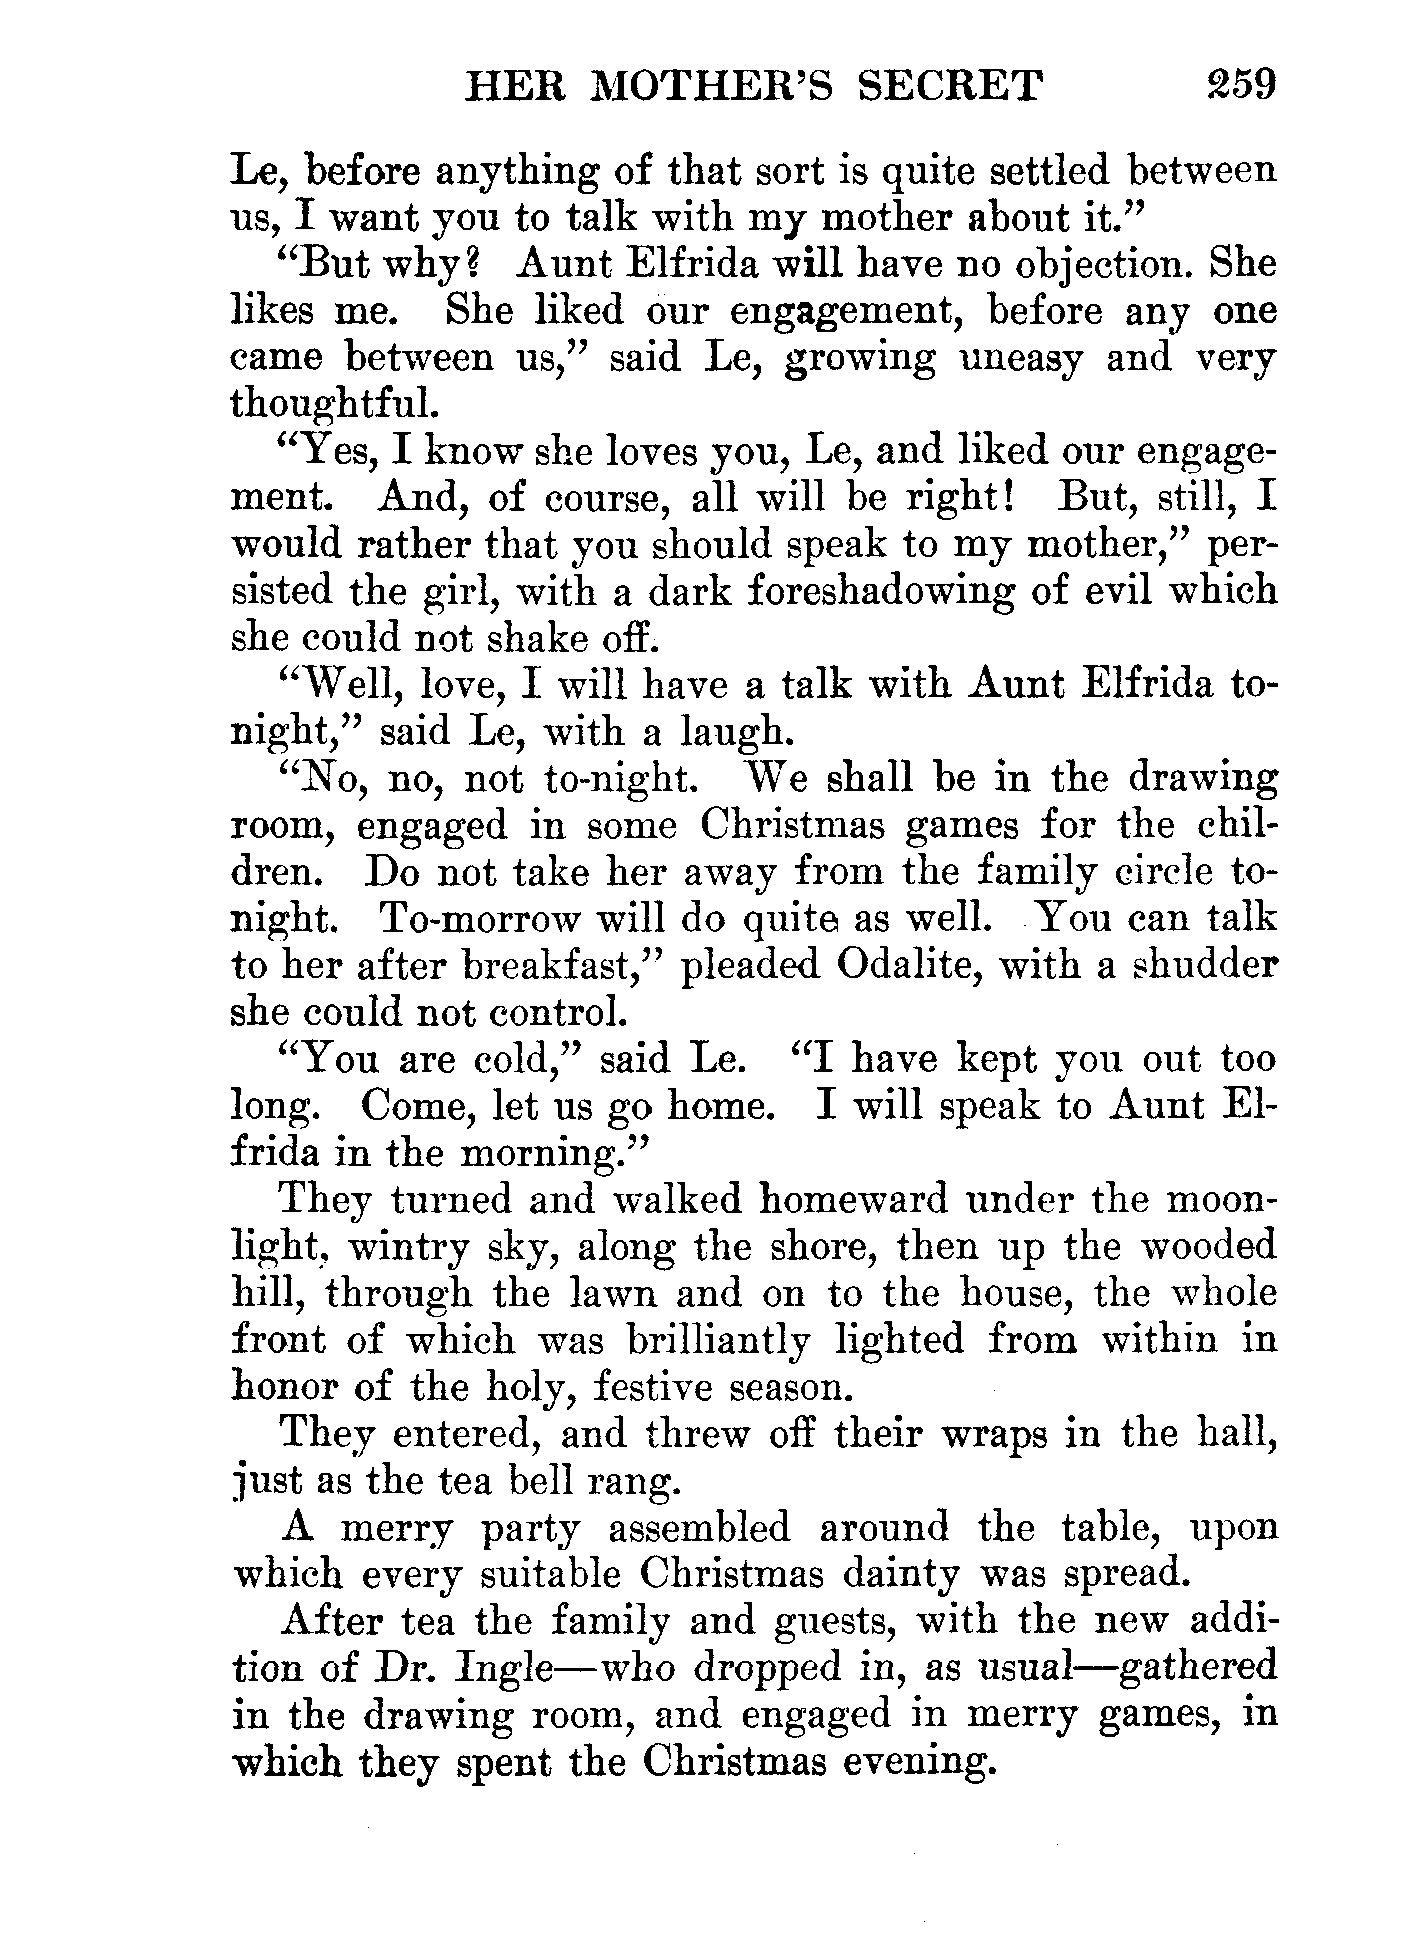 HER MOTHER'S SECRET 259
Le, before anything of that sort is quite settled between
us, I want you to talk with my mother about it.”
“But why? Aunt Elfrida will have no objection. She
likes me. She liked our engagement, before any one
came between us,” said Le, growing uneasy and very
thoughtful.
“Yes, I know she loves you, Le, and liked our engage-
ment. And, of course, all will be right! But, still, I
would rather that you should speak to my mother,” per-
sisted the girl, with a dark foreshadowing of evil which
she could not shake off.
“Well, love, I will have a talk with Aunt Elfrida to-
night,” said Le, with a laugh.
“No, no, not to-night. We shall be in the drawing
room, engaged in some Christmas games for the chil-
dren. Do not take her away from the family circle to-
night. To-morrow will do quite as well. You can talk
to her after breakfast,” pleaded Odalite, with a shudder
she could not control.
“You are cold,” said Le. “I have kept you out too
long. Come, let us go home. I will speak to Aunt El-
frida in the morning.”
They turned and walked homeward under the moon-
light, wintry sky, along the shore, then up the wooded
hill, through the lawn and on to the house, the whole
front of which was brilliantly lighted from within in
honor of the holy, festive season.
They entered, and threw off their wraps in the hall,
just as the tea bell rang.
A merry party assembled around the table, upon
which every suitable Christmas dainty was spread.
After tea the family and guests, with the new addi-
tion of Dr. Ingle—who dropped in, as usual—gathered
in the drawing room, and engaged in merry games, in
which they spent the Christmas evening.